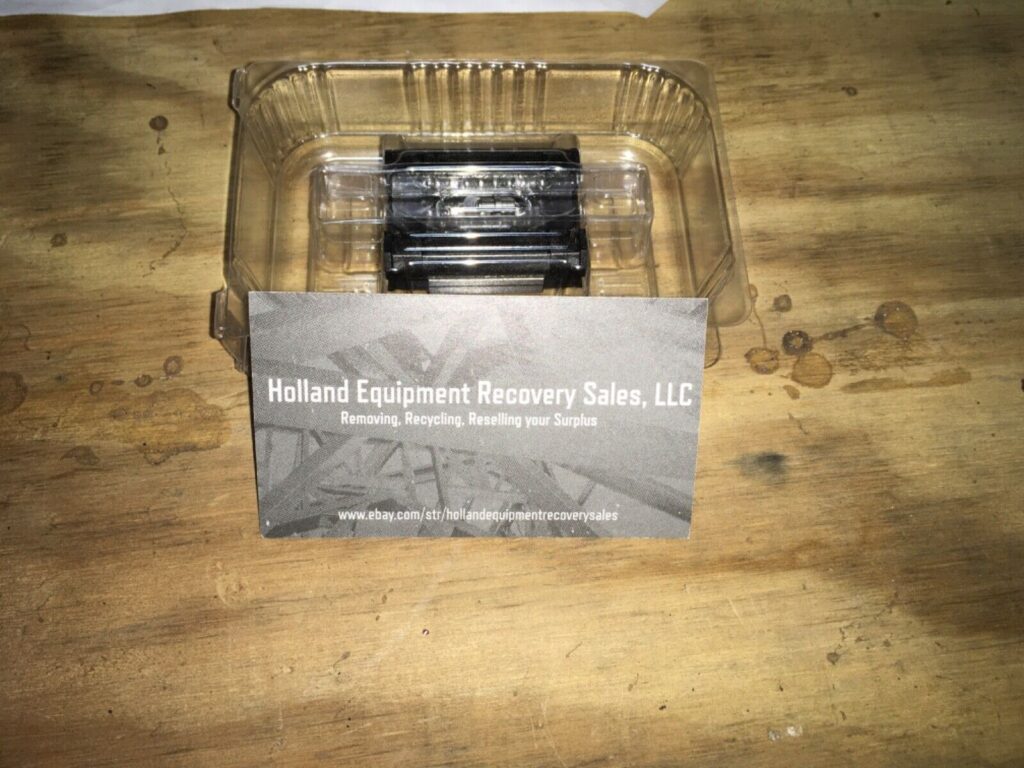 Holland Equipment Recovery Sales, LLC
Removing, Recycling, Reselling your Surplus
www.ebay.com/str/hollandequipmentrecoverysales